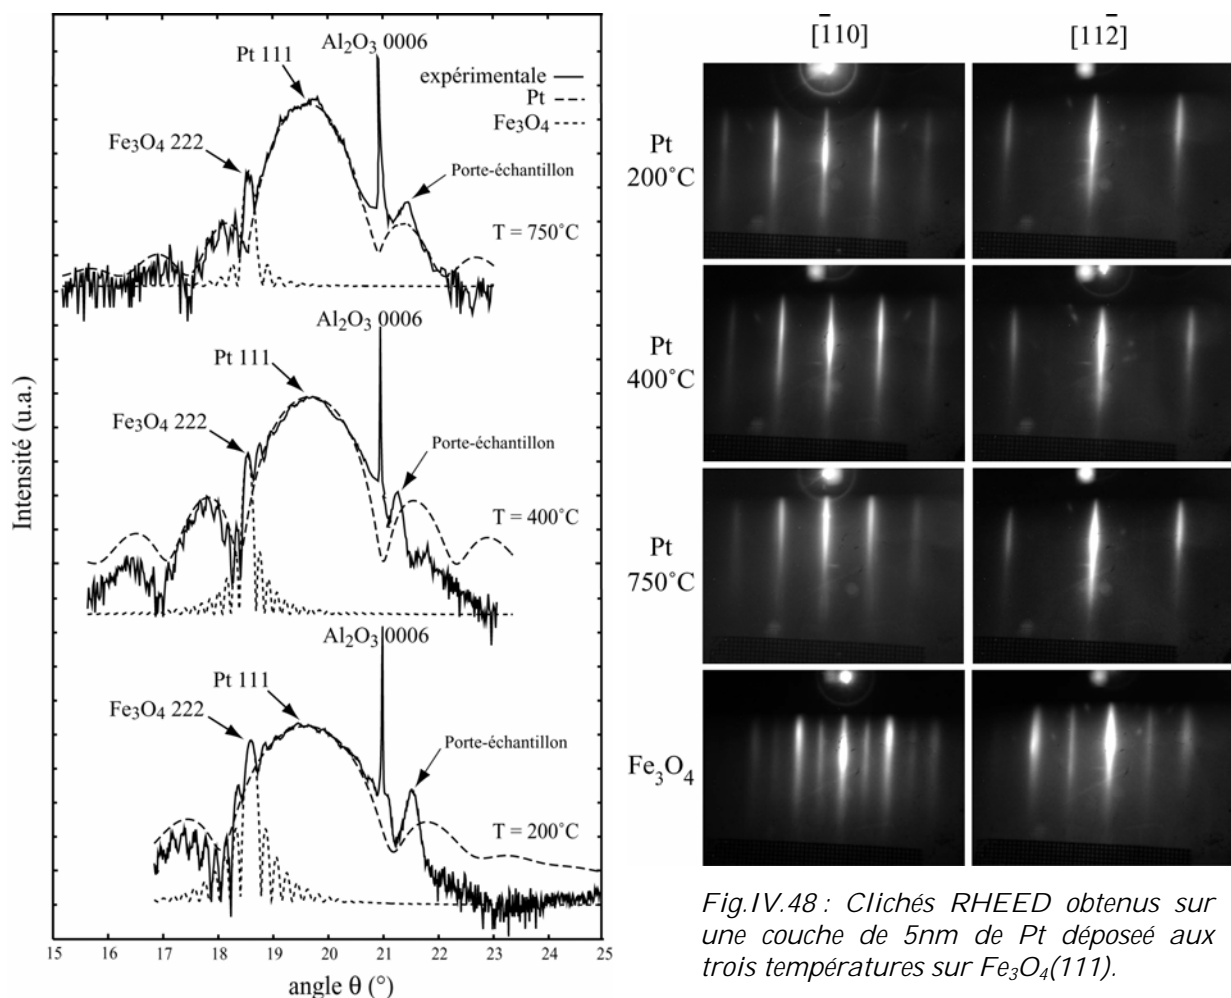 Al₂O₃ 0006
Pt 111
expérimentale
Pt
Fe₃O₄
Fe₃O₄ 222
Porte-échantillon
T = 750°C
Al₂O₃ 0006
Pt 111
Fe₃O₄ 222
Porte-échantillon
T = 400°C
Al₂O₃ 0006
Pt 111
Fe₃O₄ 222
Porte-échantillon
T = 200°C
Intensité (u.a.)
15 16 17 18 19 20 21 22 23 24 25
angle θ (°)
[1̄10] [112̄]
Pt
200°C
Pt
400°C
Pt
750°C
Fe₃O₄
Fig.IV.48 : Clichés RHEED obtenus sur
une couche de 5nm de Pt déposeé aux
trois températures sur Fe₃O₄(111).